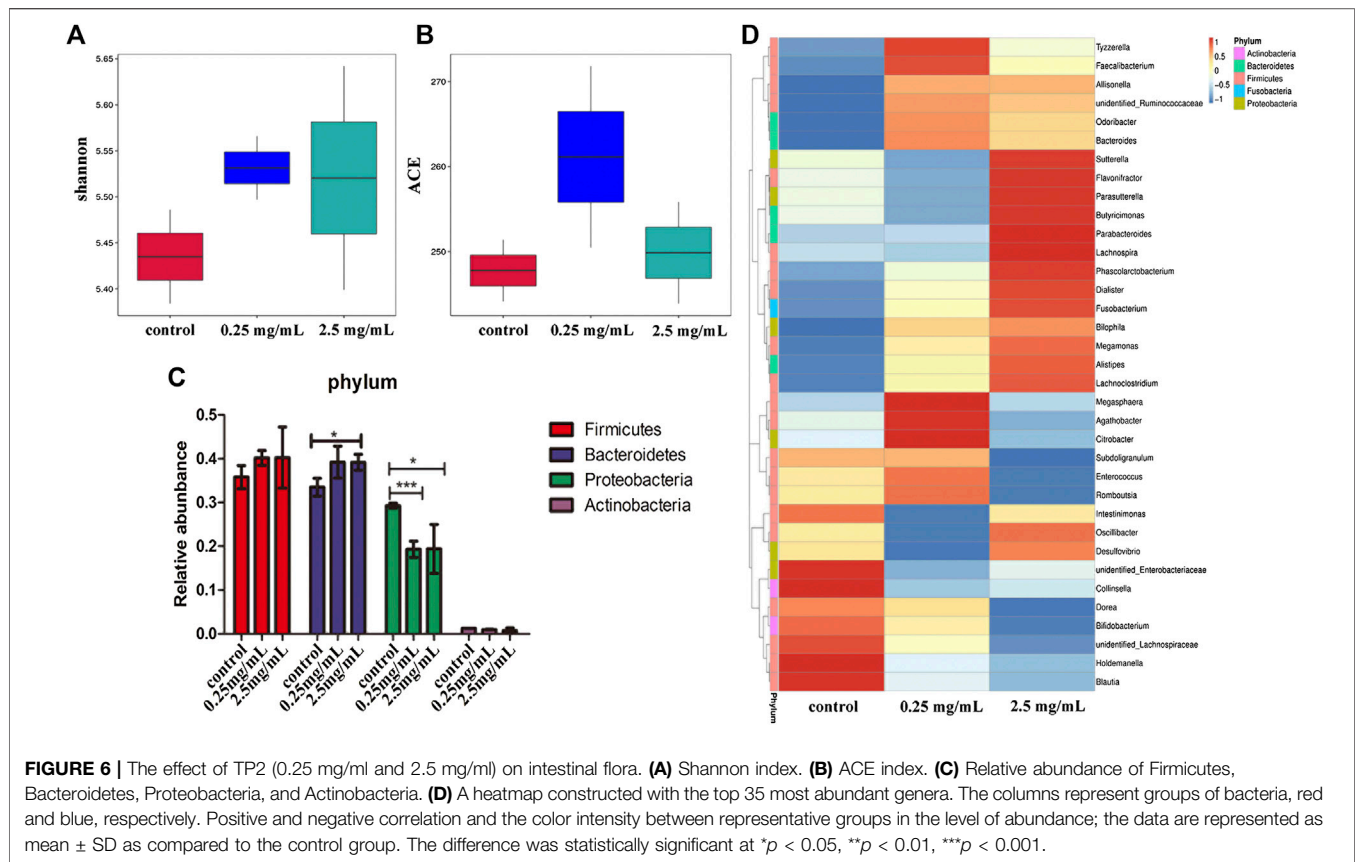 A
shannon
5.65
5.60
5.55
5.50
5.45
5.40
control
0.25 mg/mL
2.5 mg/mL
B
ACE
270
260
250
control
0.25 mg/mL
2.5 mg/mL
C
phylum
Relative abunbance
0.5
0.4
0.3
0.2
0.1
0.0
*
*
***
control
0.25mg/mL
2.5mg/mL
control
0.25mg/mL
2.5mg/mL
control
0.25mg/mL
2.5mg/mL
control
0.25mg/mL
2.5mg/mL
Firmicutes
Bacteroidetes
Proteobacteria
Actinobacteria
D
Tyzzerella
Faecalibacterium
Allisonella
unidentified_Ruminococcaceae
Odoribacter
Bacteroides
Sutterella
Flavonifractor
Parasutterella
Butyricimonas
Parabacteroides
Lachnospira
Phascolarctobacterium
Dialister
Fusobacterium
Bilophila
Megamonas
Alistipes
Lachnoclostridium
Megasphaera
Agathobacter
Citrobacter
Subdoligranulum
Enterococcus
Romboutsia
Intestinimonas
Oscillibacter
Desulfovibrio
unidentified_Enterobacteriaceae
Collinsella
Dorea
Bifidobacterium
unidentified_Lachnospiraceae
Holdemanella
Blautia
Phylum
control
0.25 mg/mL
2.5 mg/mL
1
0.5
0
−0.5
−1
Phylum
Actinobacteria
Bacteroidetes
Firmicutes
Fusobacteria
Proteobacteria
FIGURE 6 | The effect of TP2 (0.25 mg/ml and 2.5 mg/ml) on intestinal flora. (A) Shannon index. (B) ACE index. (C) Relative abundance of Firmicutes,
Bacteroidetes, Proteobacteria, and Actinobacteria. (D) A heatmap constructed with the top 35 most abundant genera. The columns represent groups of bacteria, red
and blue, respectively. Positive and negative correlation and the color intensity between representative groups in the level of abundance; the data are represented as
mean ± SD as compared to the control group. The difference was statistically significant at *p < 0.05, **p < 0.01, ***p < 0.001.